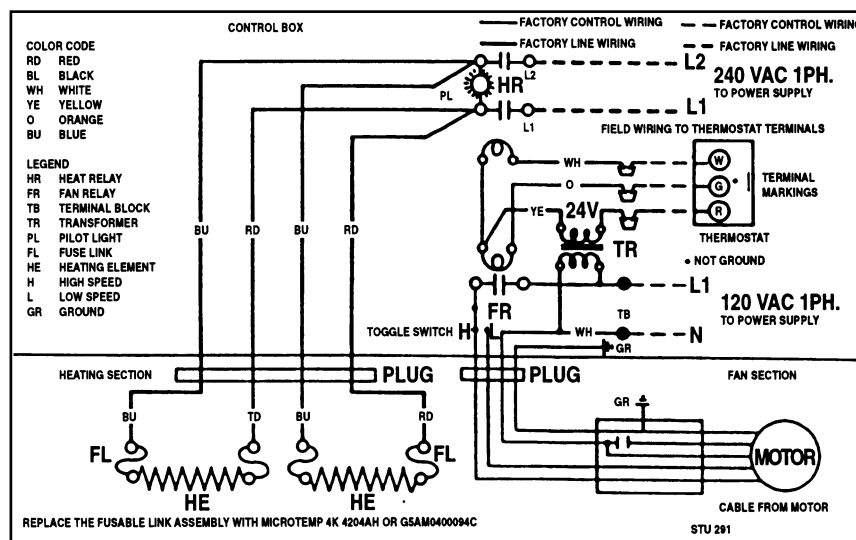 CONTROL BOX
FACTORY CONTROL WIRING
FACTORY CONTROL WIRING
FACTORY LINE WIRING
FACTORY LINE WIRING
COLOR CODE
RD RED
BL BLACK
WH WHITE
YE YELLOW
O ORANGE
BU BLUE
LEGEND
HR HEAT RELAY
FR FAN RELAY
TB TERMINAL BLOCK
TR TRANSFORMER
PL PILOT LIGHT
FL FUSE LINK
HE HEATING ELEMENT
H HIGH SPEED
L LOW SPEED
GR GROUND
L2
L2
PL
HR
240 VAC 1PH.
TO POWER SUPPLY
L1
L1
FIELD WIRING TO THERMOSTAT TERMINALS
WH
W
O
G
TERMINAL
MARKINGS
YE
24V
R
THERMOSTAT
TR
• NOT GROUND
BU
RD
BU
RD
L1
FR
TB
120 VAC 1PH.
TO POWER SUPPLY
TOGGLE SWITCH
H
L
WH
N
GR
HEATING SECTION
PLUG
PLUG
FAN SECTION
BU
TD
BU
RD
GR
FL
FL
HE
HE
MOTOR
CABLE FROM MOTOR
REPLACE THE FUSABLE LINK ASSEMBLY WITH MICROTEMP 4K 4204AH OR G5AM0400094C
STU 291